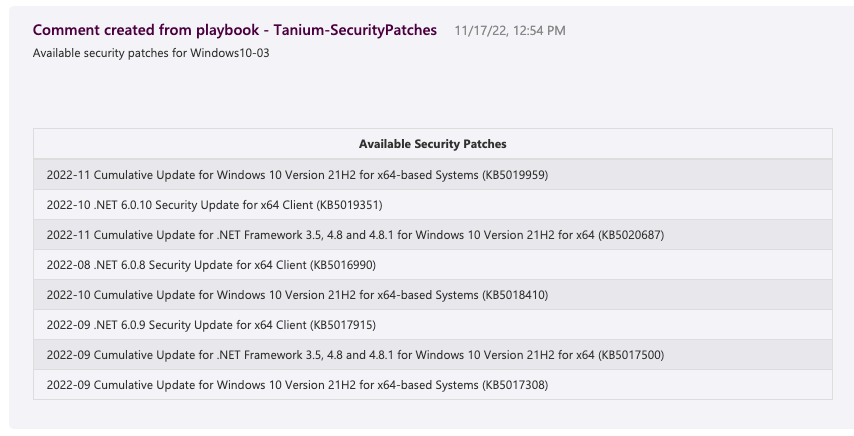 Comment created from playbook - Tanium-SecurityPatches 11/17/22, 12:54 PM
Available security patches for Windows10-03
Available Security Patches
2022-11 Cumulative Update for Windows 10 Version 21H2 for x64-based Systems (KB5019959)
2022-10 .NET 6.0.10 Security Update for x64 Client (KB5019351)
2022-11 Cumulative Update for .NET Framework 3.5, 4.8 and 4.8.1 for Windows 10 Version 21H2 for x64 (KB5020687)
2022-08 .NET 6.0.8 Security Update for x64 Client (KB5016990)
2022-10 Cumulative Update for Windows 10 Version 21H2 for x64-based Systems (KB5018410)
2022-09 .NET 6.0.9 Security Update for x64 Client (KB5017915)
2022-09 Cumulative Update for .NET Framework 3.5, 4.8 and 4.8.1 for Windows 10 Version 21H2 for x64 (KB5017500)
2022-09 Cumulative Update for Windows 10 Version 21H2 for x64-based Systems (KB5017308)